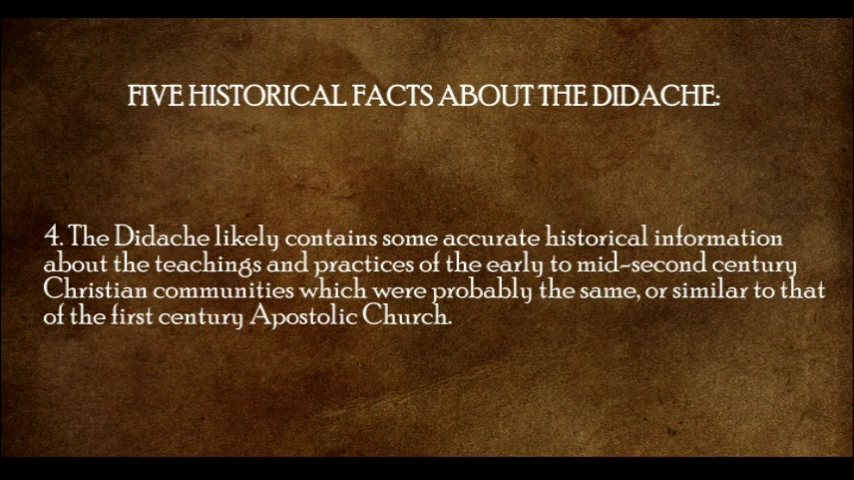 FIVE HISTORICAL FACTS ABOUT THE DIDACHE:
4. The Didache likely contains some accurate historical information
about the teachings and practices of the early to mid-second century
Christian communities which were probably the same, or similar to that
of the first century Apostolic Church.